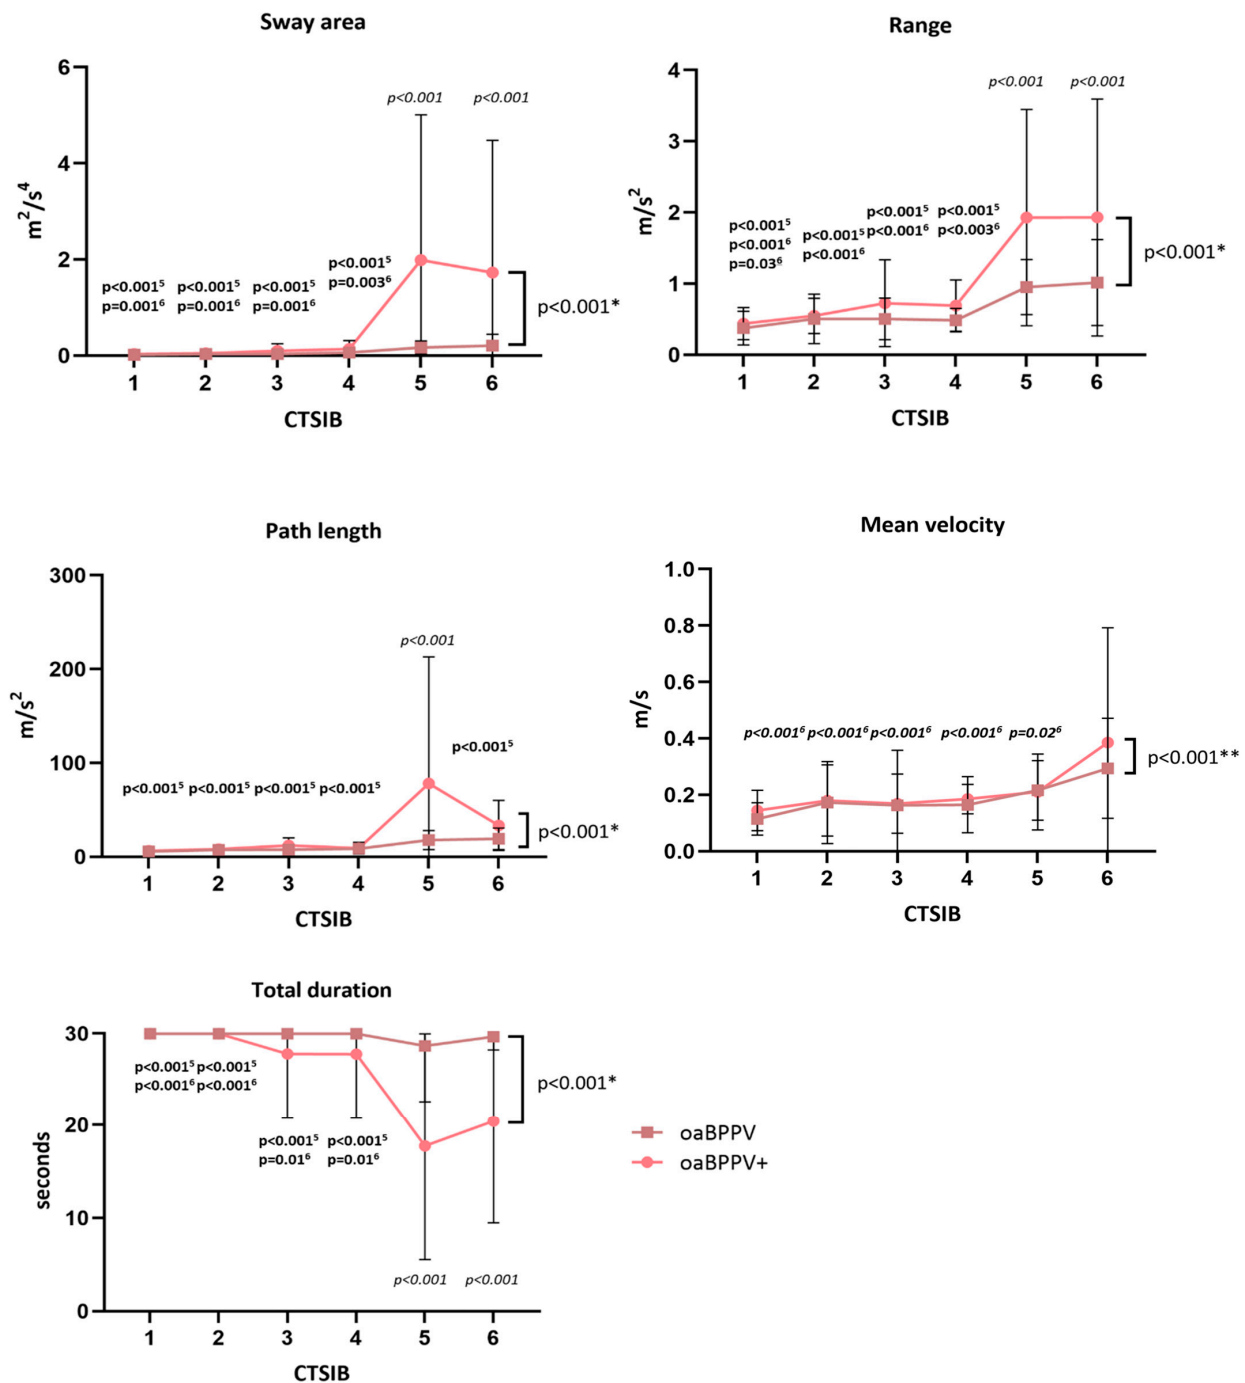 Sway area
6
4
2
0
m²/s⁴
p<0.001
p<0.001
p<0.001⁵
p=0.003⁶
p<0.001⁵
p=0.001⁶
p<0.001⁵
p=0.001⁶
p<0.001⁵
p=0.001⁶
p<0.001*
1 2 3 4 5 6
CTSIB
Range
4
3
2
1
0
m/s²
p<0.001
p<0.001
p<0.001⁵
p<0.001⁶
p=0.03⁶
p<0.001⁵
p<0.001⁶
p<0.001⁵
p<0.001⁶
p<0.001⁵
p<0.003⁶
p<0.001*
1 2 3 4 5 6
CTSIB
Path length
300
200
100
0
m/s²
p<0.001
p<0.001⁵
p<0.001⁵ p<0.001⁵ p<0.001⁵ p<0.001⁵
p<0.001*
1 2 3 4 5 6
CTSIB
Mean velocity
1.0
0.8
0.6
0.4
0.2
0.0
m/s
p<0.001⁶ p<0.001⁶ p<0.001⁶ p<0.001⁶ p=0.02⁶
p<0.001**
1 2 3 4 5 6
CTSIB
Total duration
30
20
10
0
seconds
p<0.001⁵ p<0.001⁵
p<0.001⁶ p<0.001⁶
p<0.001⁵ p<0.001⁵
p=0.01⁶ p=0.01⁶
p<0.001 p<0.001
p<0.001*
1 2 3 4 5 6
CTSIB
oaBPPV
oaBPPV+